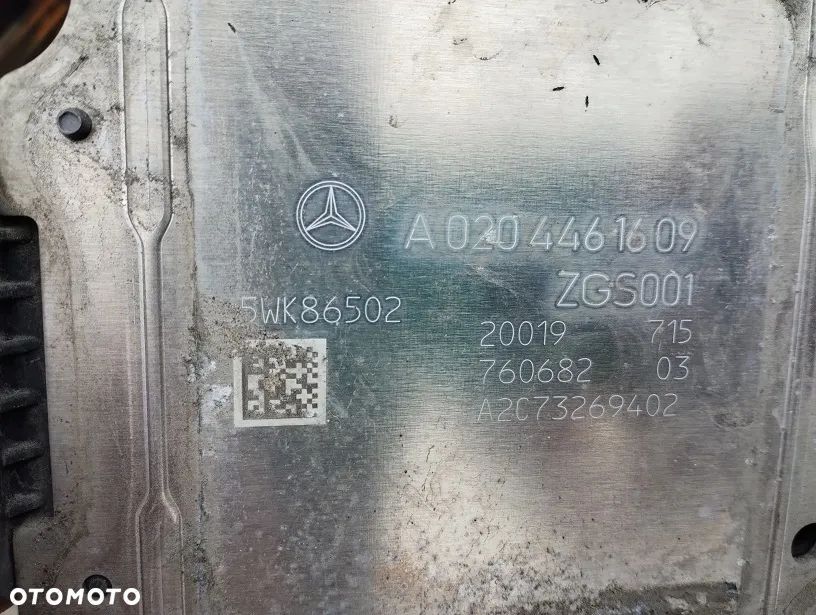 A 020 446 16 09
ZGS001
5WK86502
20019 715
760682 03
A2C73269402
OTOMOTO